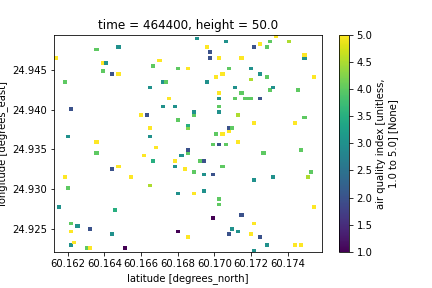 time = 464400, height = 50.0
longitude [degrees_east]
24.945
24.940
24.935
24.930
24.925
60.162 60.164 60.166 60.168 60.170 60.172 60.174
latitude [degrees_north]
5.0
4.5
4.0
3.5
3.0
2.5
2.0
1.5
1.0
air quality index [unitless,
1.0 to 5.0] [None]